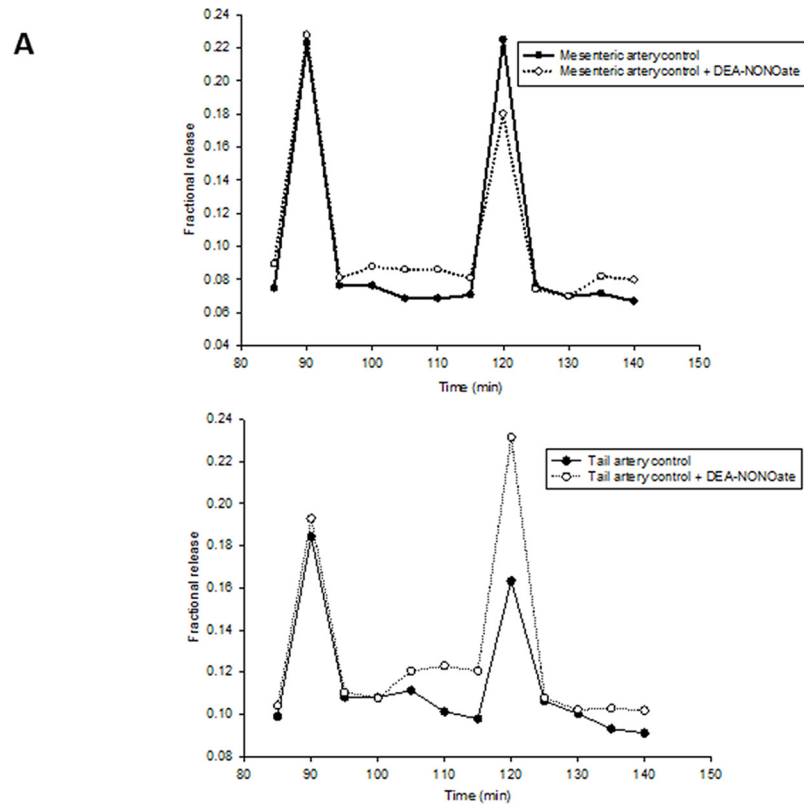 A
0.24
0.22
0.20
0.18
0.16
0.14
0.12
0.10
0.08
0.06
0.04
Fractional release
80 90 100 110 120 130 140 150
Time (min)
Mesenteric artery control
Mesenteric artery control + DEA-NONOate
0.24
0.22
0.20
0.18
0.16
0.14
0.12
0.10
0.08
Fractional release
80 90 100 110 120 130 140 150
Time (min)
Tail artery control
Tail artery control + DEA-NONOate